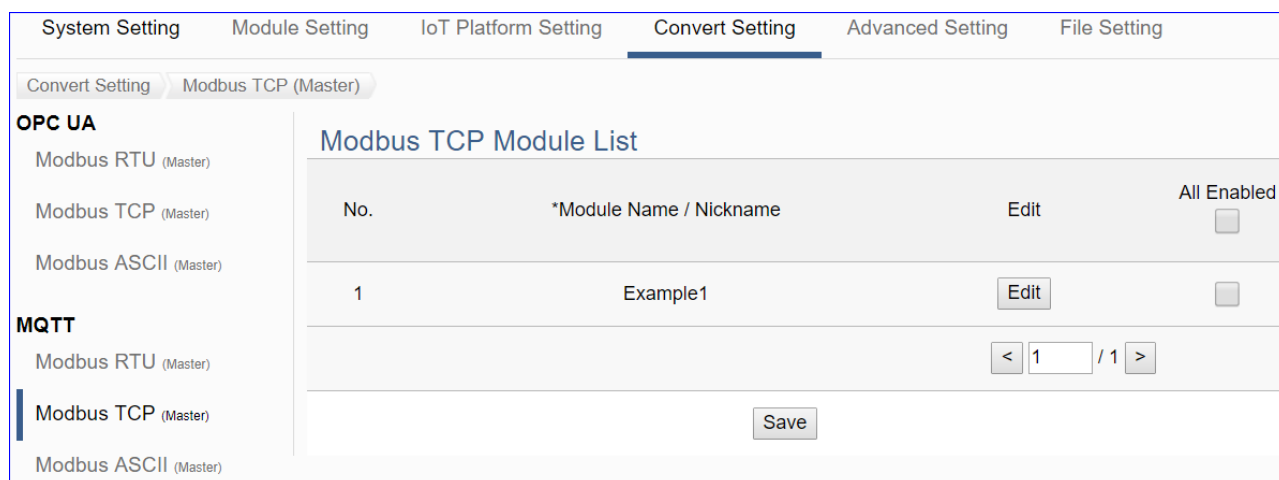 System Setting Module Setting IoT Platform Setting Convert Setting Advanced Setting File Setting
Convert Setting Modbus TCP (Master)
OPC UA
Modbus RTU (Master)
Modbus TCP (Master)
Modbus ASCII (Master)
MQTT
Modbus RTU (Master)
Modbus TCP (Master)
Modbus ASCII (Master)
Modbus TCP Module List
No. *Module Name / Nickname Edit All Enabled
1 Example1 Edit
< 1 / 1 >
Save